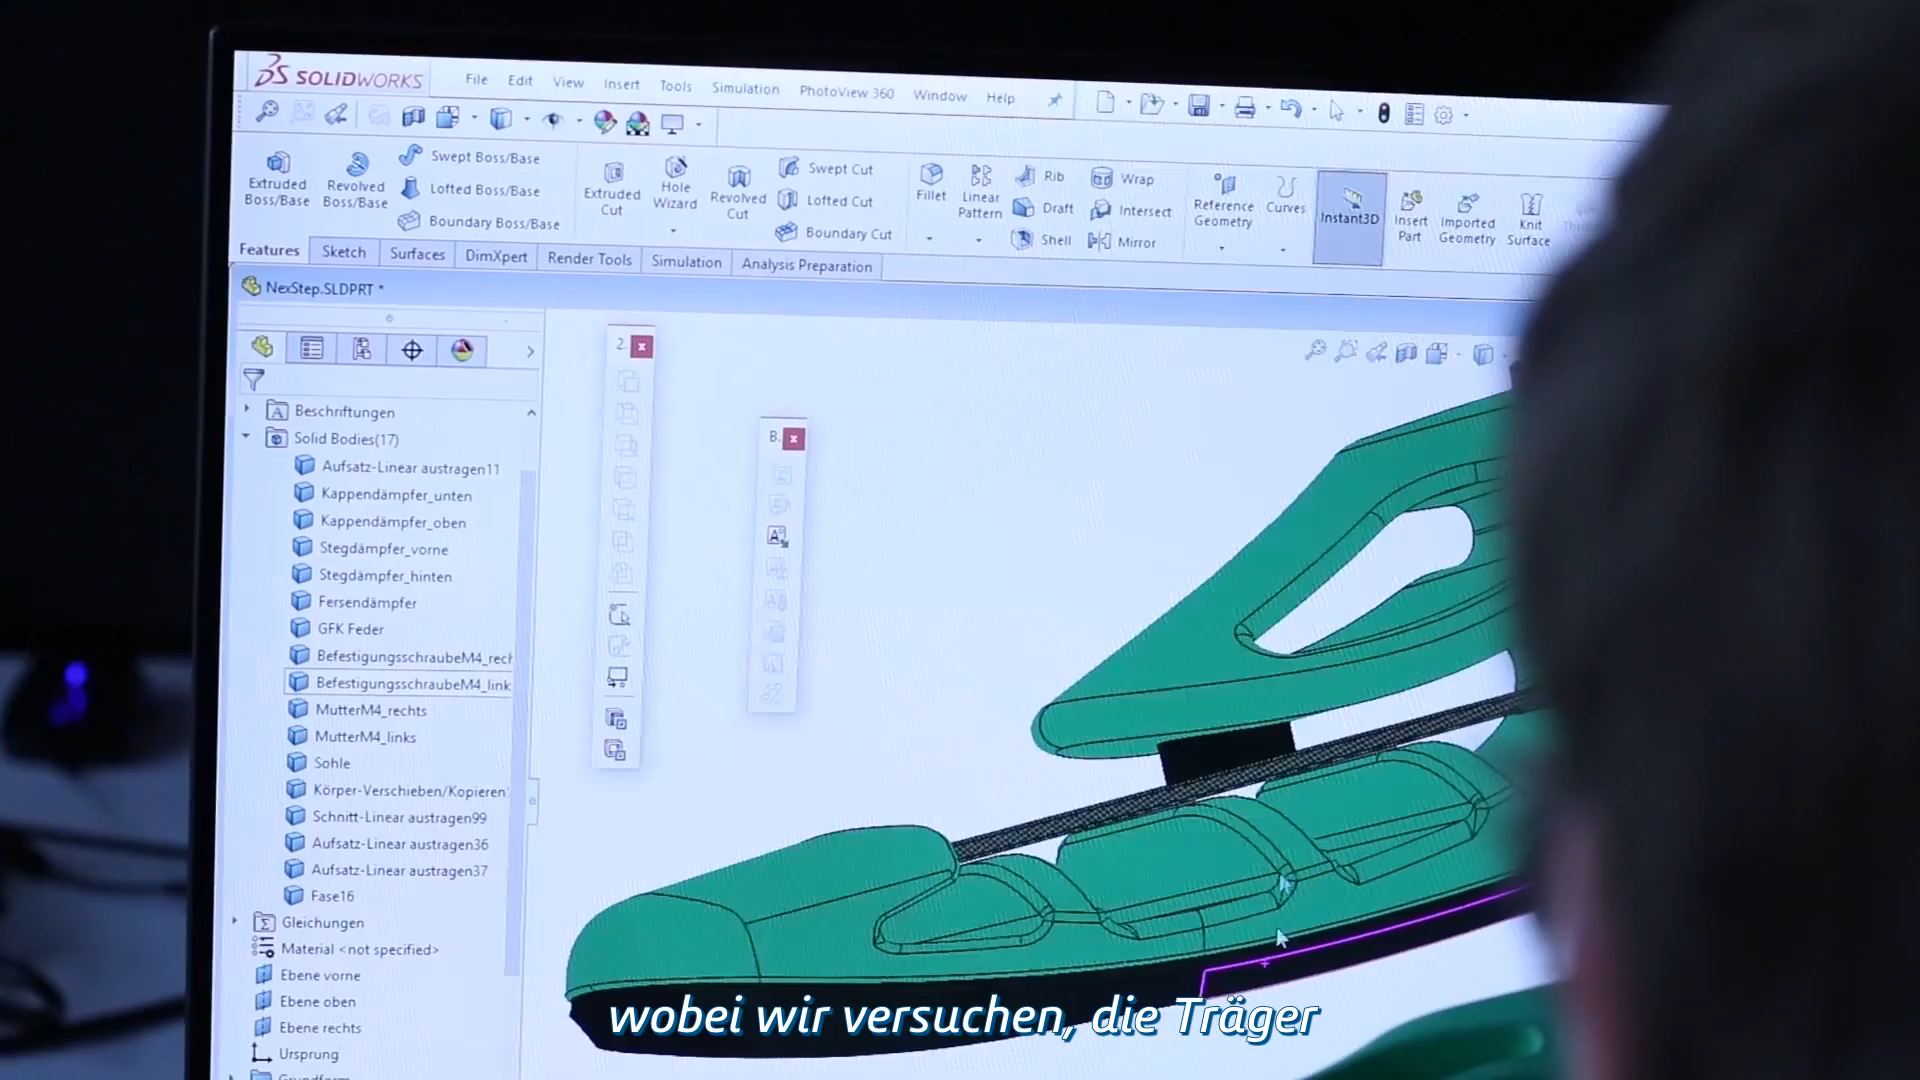 SOLIDWORKS
File Edit View Insert Tools Simulation PhotoView 360 Window Help
Extruded Boss/Base
Revolved Boss/Base
Swept Boss/Base
Lofted Boss/Base
Boundary Boss/Base
Extruded Cut
Hole Wizard
Revolved Cut
Swept Cut
Lofted Cut
Boundary Cut
Fillet
Linear Pattern
Rib
Draft
Shell
Wrap
Intersect
Mirror
Reference Geometry
Curves
Instant3D
Insert Part
Imported Geometry
Knit Surface
Features Sketch Surfaces DimXpert Render Tools Simulation Analysis Preparation
NexStep.SLDPRT *
2.
B.
Beschriftungen
Solid Bodies(17)
Aufsatz-Linear austragen11
Kappendämpfer_unten
Kappendämpfer_oben
Stegdämpfer_vorne
Stegdämpfer_hinten
Fersendämpfer
GFK Feder
BefestigungsschraubeM4_rech
BefestigungsschraubeM4_link
MutterM4_rechts
MutterM4_links
Sohle
Körper-Verschieben/Kopieren
Schnitt-Linear austragen99
Aufsatz-Linear austragen36
Aufsatz-Linear austragen37
Fase16
Gleichungen
Material <not specified>
Ebene vorne
Ebene oben
Ebene rechts
Ursprung
wobei wir versuchen, die Träger